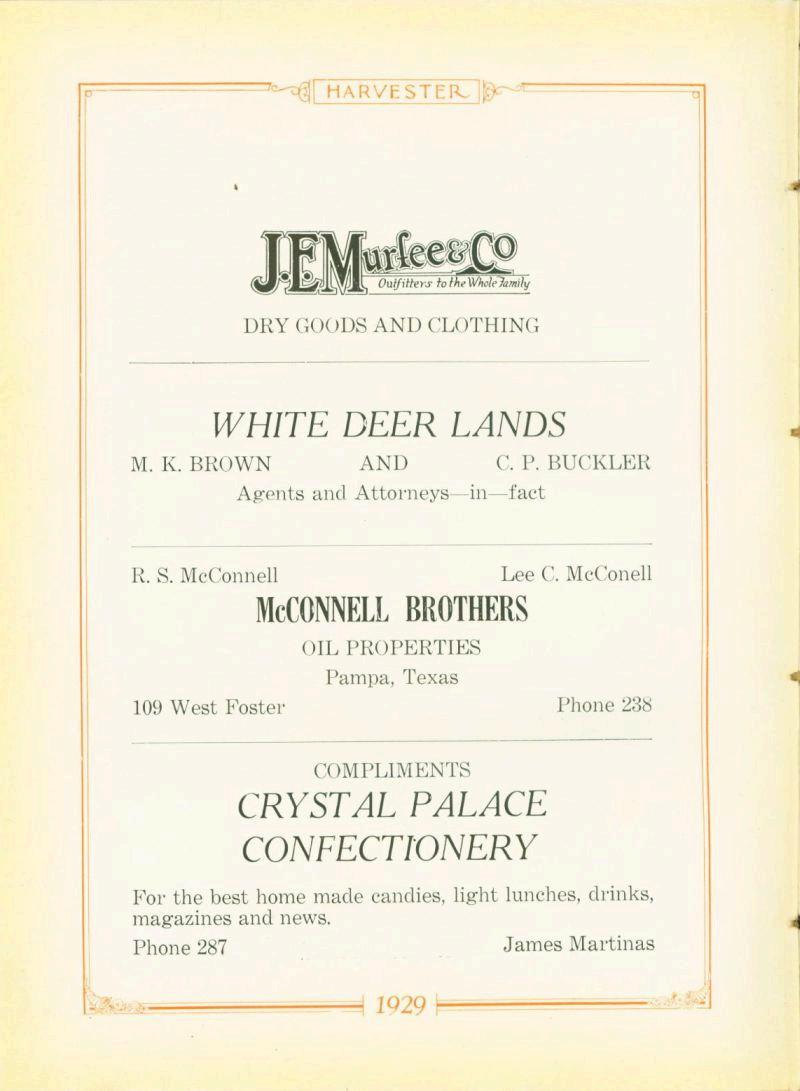 HARVESTER
J.E. Murfee & Co
Outfitters to the Whole Family
DRY GOODS AND CLOTHING
WHITE DEER LANDS
M. K. BROWN AND C. P. BUCKLER
Agents and Attorneys—in—fact
R. S. McConnell Lee C. McConell
McCONNELL BROTHERS
OIL PROPERTIES
Pampa, Texas
109 West Foster Phone 238
COMPLIMENTS
CRYSTAL PALACE
CONFECTIONERY
For the best home made candies, light lunches, drinks,
magazines and news.
Phone 287 James Martinas
1929